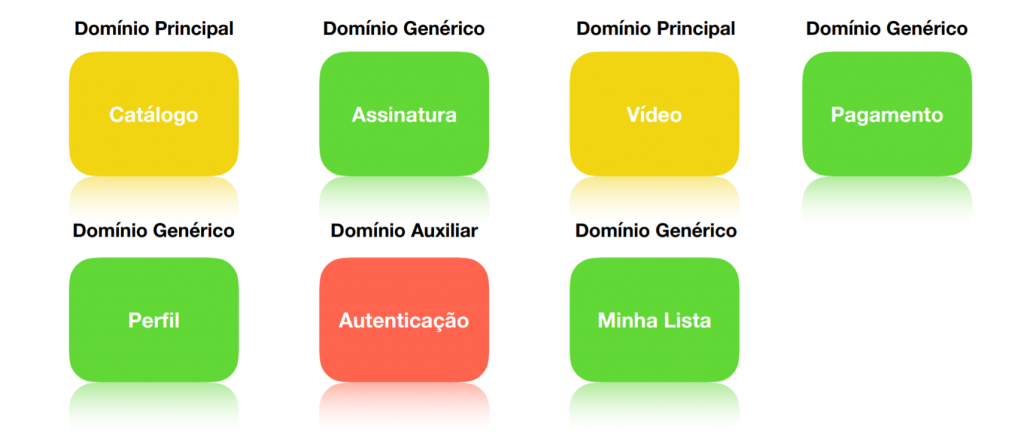 Domínio Principal
Domínio Genérico
Domínio Principal
Domínio Genérico
Catálogo
Assinatura
Vídeo
Pagamento
Domínio Genérico
Domínio Auxiliar
Domínio Genérico
Perfil
Autenticação
Minha Lista